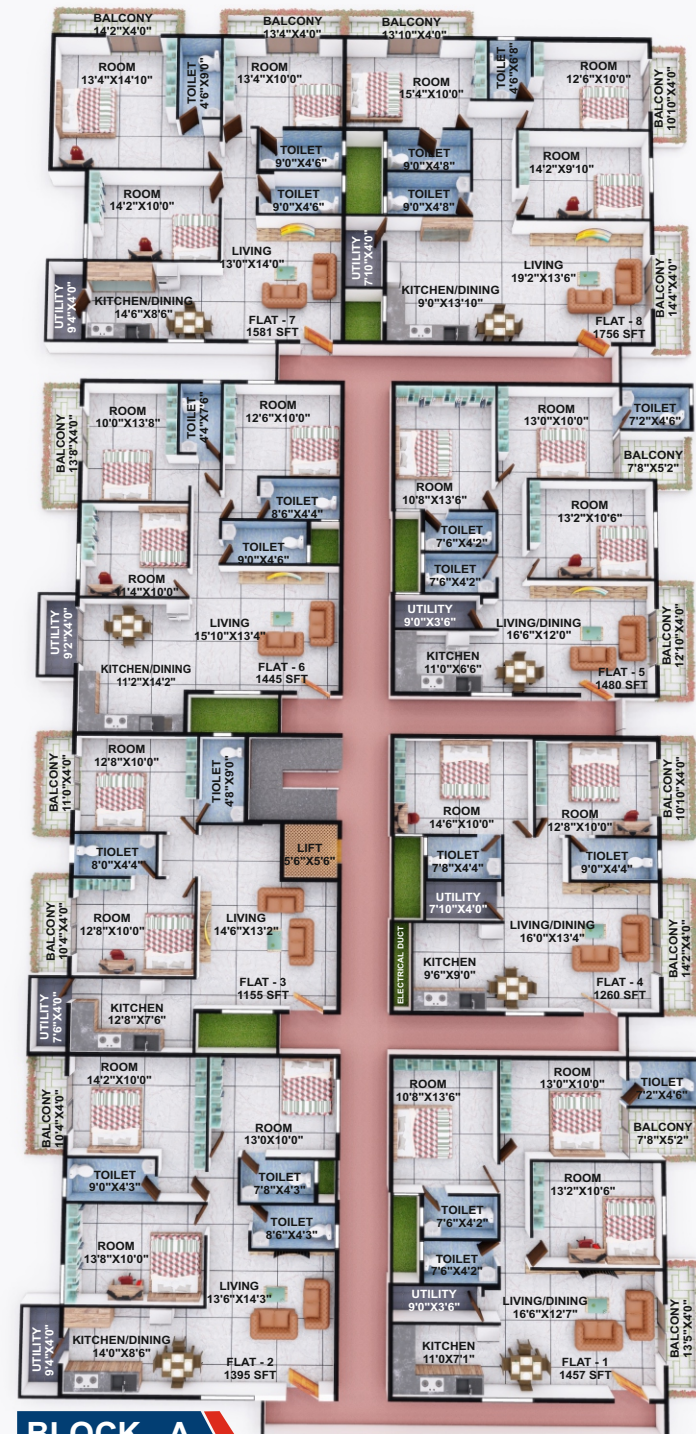 BALCONY
14'2"X4'0"
BALCONY
13'4"X4'0"
BALCONY
13'10"X4'0"
ROOM
13'4"X14'10"
TOILET
4'6"X9'0"
ROOM
13'4"X10'0"
ROOM
15'4"X10'0"
TOILET
4'6"X6'8"
ROOM
12'6"X10'0"
BALCONY
10'10"X4'0"
TOILET
9'0"X4'6"
TOILET
9'0"X4'8"
ROOM
14'2"X9'10"
ROOM
14'2"X10'0"
TOILET
9'0"X4'6"
TOILET
9'0"X4'8"
LIVING
13'0"X14'0"
UTILITY
7'10"X4'0"
LIVING
19'2"X13'6"
BALCONY
14'4"X4'0"
UTILITY
9'4"X4'0"
KITCHEN/DINING
14'6"X8'6"
KITCHEN/DINING
9'0"X13'10"
FLAT - 7
1581 SFT
FLAT - 8
1756 SFT
BALCONY
13'8"X4'0"
ROOM
10'0"X13'8"
TOILET
4'4"X7'6"
ROOM
12'6"X10'0"
ROOM
13'0"X10'0"
TOILET
7'2"X4'6"
BALCONY
7'8"X5'2"
ROOM
10'8"X13'6"
TOILET
8'6"X4'4"
ROOM
13'2"X10'6"
TOILET
9'0"X4'6"
TOILET
7'6"X4'2"
ROOM
11'4"X10'0"
TOILET
7'6"X4'2"
UTILITY
9'2"X4'0"
LIVING
15'10"X13'4"
UTILITY
9'0"X3'6"
LIVING/DINING
16'6"X12'0"
BALCONY
12'10"X4'0"
KITCHEN/DINING
11'2"X14'2"
FLAT - 6
1445 SFT
KITCHEN
11'0"X6'6"
FLAT - 5
1480 SFT
BALCONY
11'0"X4'0"
ROOM
12'8"X10'0"
TIOLET
4'8"X9'0"
ROOM
14'6"X10'0"
ROOM
12'8"X10'0"
BALCONY
10'10"X4'0"
TIOLET
8'0"X4'4"
LIFT
5'6"X5'6"
TIOLET
7'8"X4'4"
TIOLET
9'0"X4'4"
BALCONY
10'4"X4'0"
ROOM
12'8"X10'0"
LIVING
14'6"X13'2"
UTILITY
7'10"X4'0"
LIVING/DINING
16'0"X13'4"
BALCONY
14'2"X4'0"
ELECTRICAL DUCT
KITCHEN
9'6"X9'0"
FLAT - 3
1155 SFT
FLAT - 4
1260 SFT
UTILITY
7'6"X4'0"
KITCHEN
12'8"X7'6"
BALCONY
10'4"X4'0"
ROOM
14'2"X10'0"
ROOM
13'0X10'0"
ROOM
10'8"X13'6"
ROOM
13'0"X10'0"
TIOLET
7'2"X4'6"
BALCONY
7'8"X5'2"
TOILET
9'0"X4'3"
TOILET
7'8"X4'3"
ROOM
13'2"X10'6"
TOILET
8'6"X4'3"
TOILET
7'6"X4'2"
ROOM
13'8"X10'0"
TOILET
7'6"X4'2"
LIVING
13'6"X14'3"
UTILITY
9'0"X3'6"
LIVING/DINING
16'6"X12'7"
BALCONY
13'5"X4'0"
UTILITY
9'4"X4'0"
KITCHEN/DINING
14'0"X8'6"
FLAT - 2
1395 SFT
KITCHEN
11'0X7'1"
FLAT - 1
1457 SFT
BLOCK - A